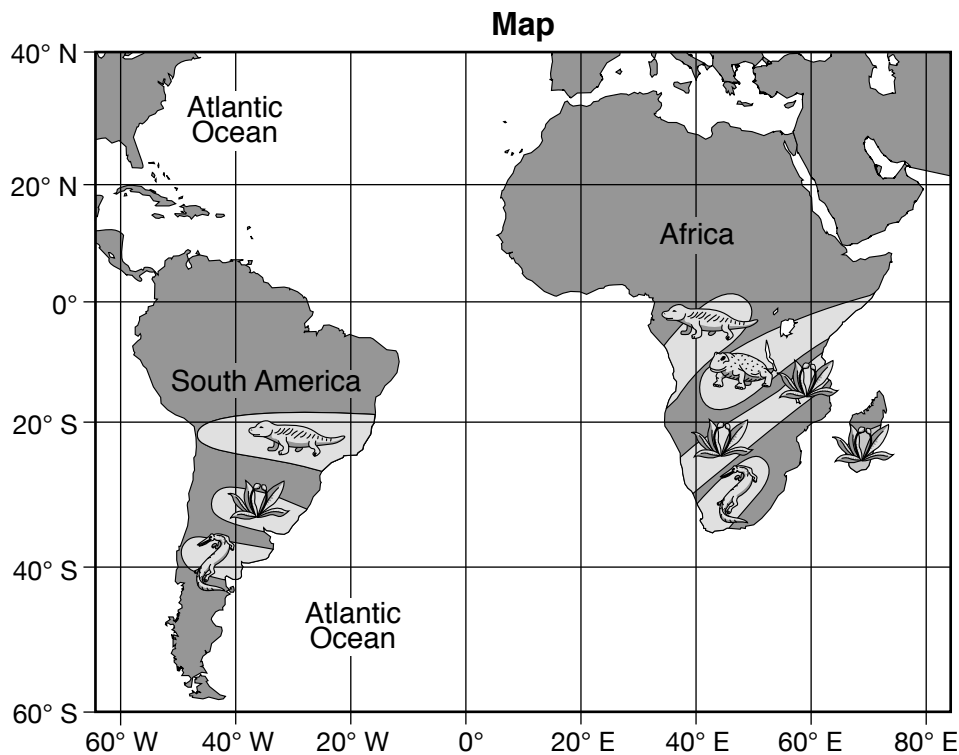 Map
40° N
Atlantic
Ocean
20° N
Africa
0°
South America
20° S
40° S
Atlantic
Ocean
60° S
60° W 40° W 20° W 0° 20° E 40° E 60° E 80° E